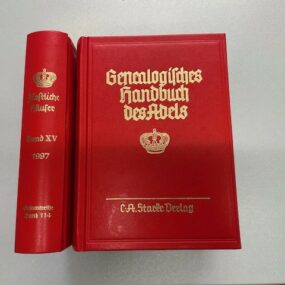 Fürstliche
Häuser
Band XV
1997
Gesamtreihe
Band 114
Genealogisches
Handbuch
des Adels
C. A. Starke Verlag